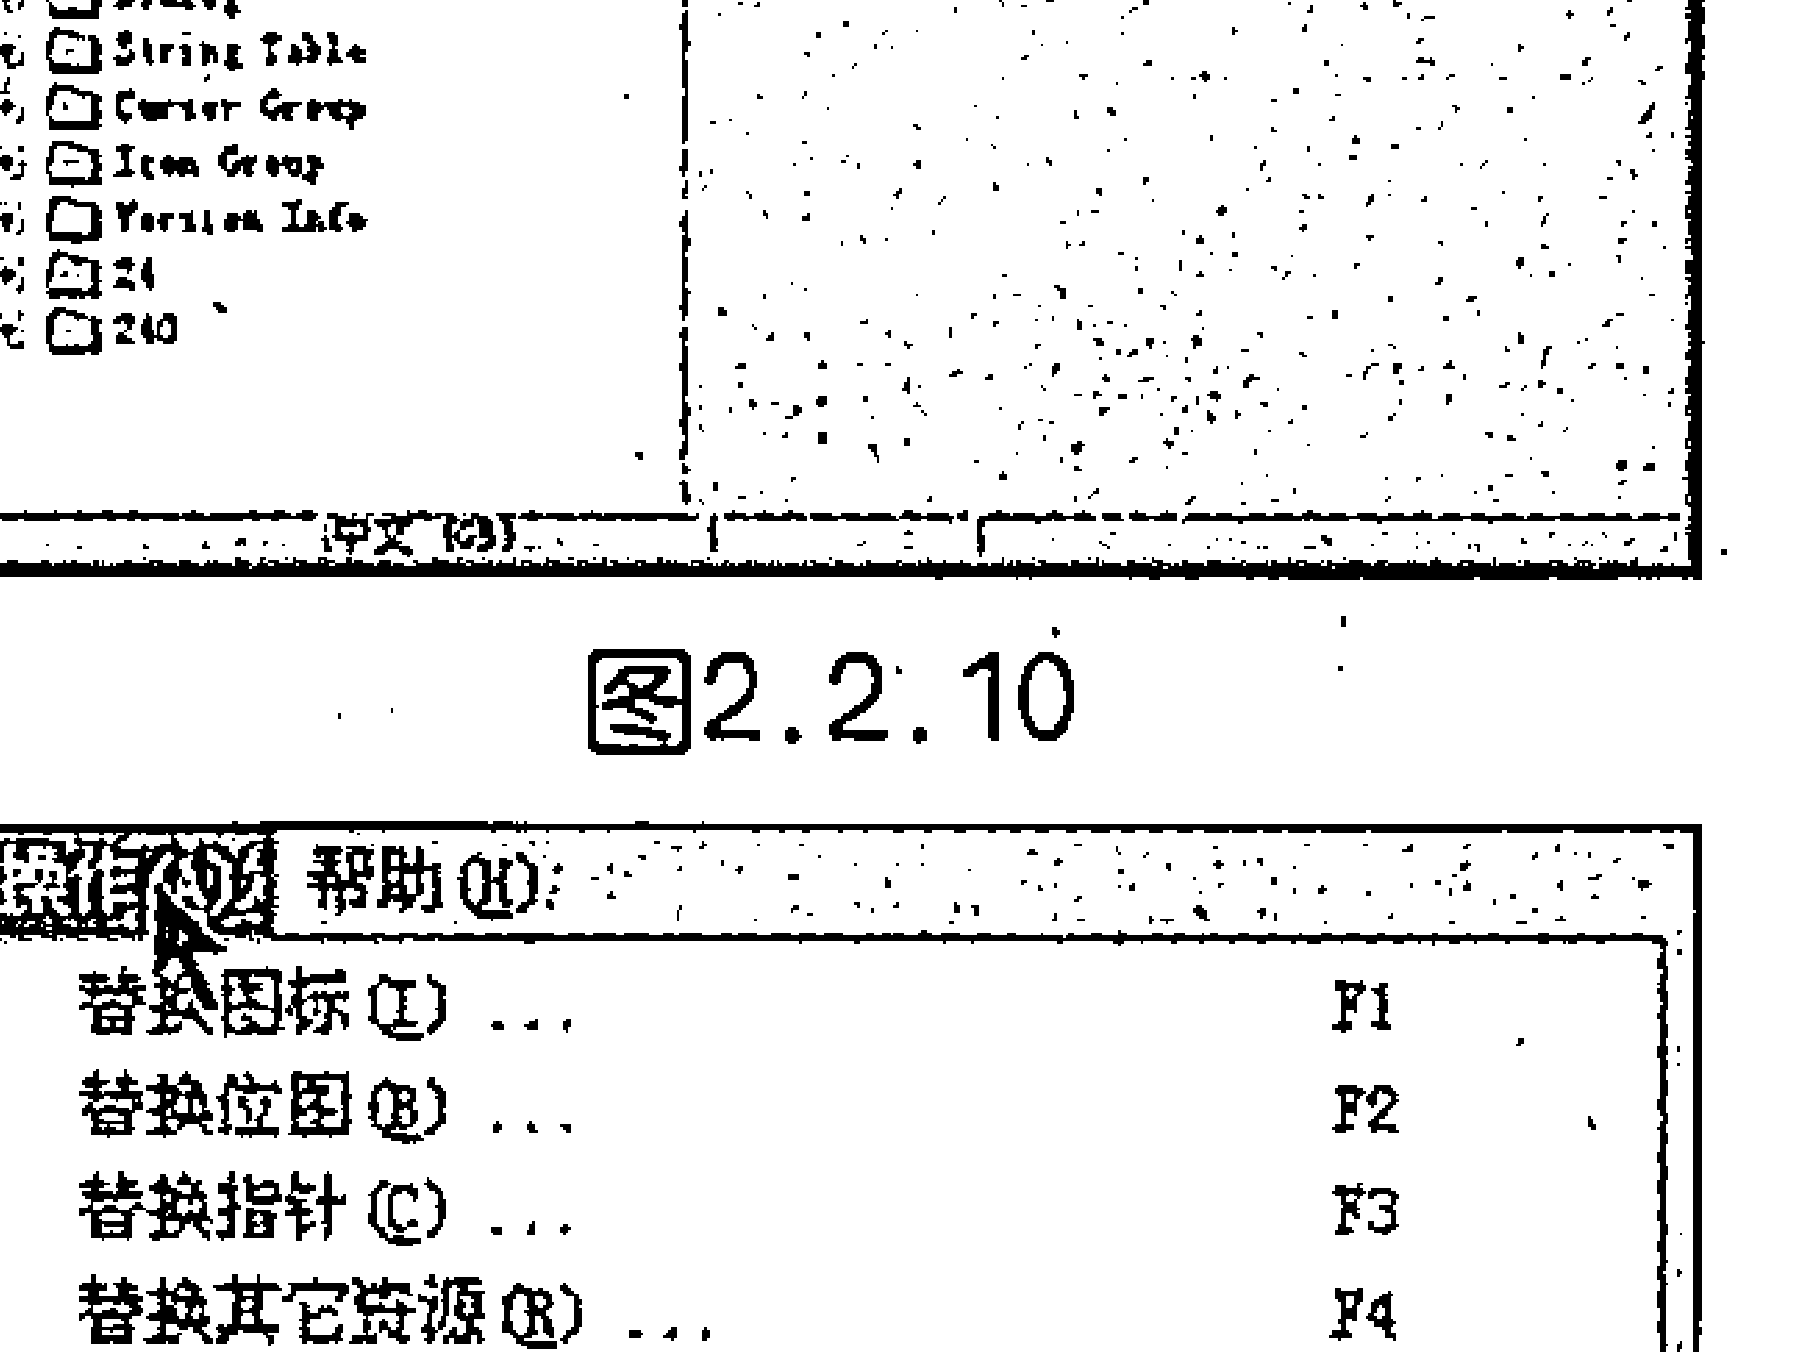 String Table
Cursor Group
Icon Group
Version Info
24
240
中文 (C3)
图2.2.10
操作(O) 帮助(H)
替换图标(I) ... F1
替换位图(B) ... F2
替换指针(C) ... F3
替换其它资源(R) ... F4